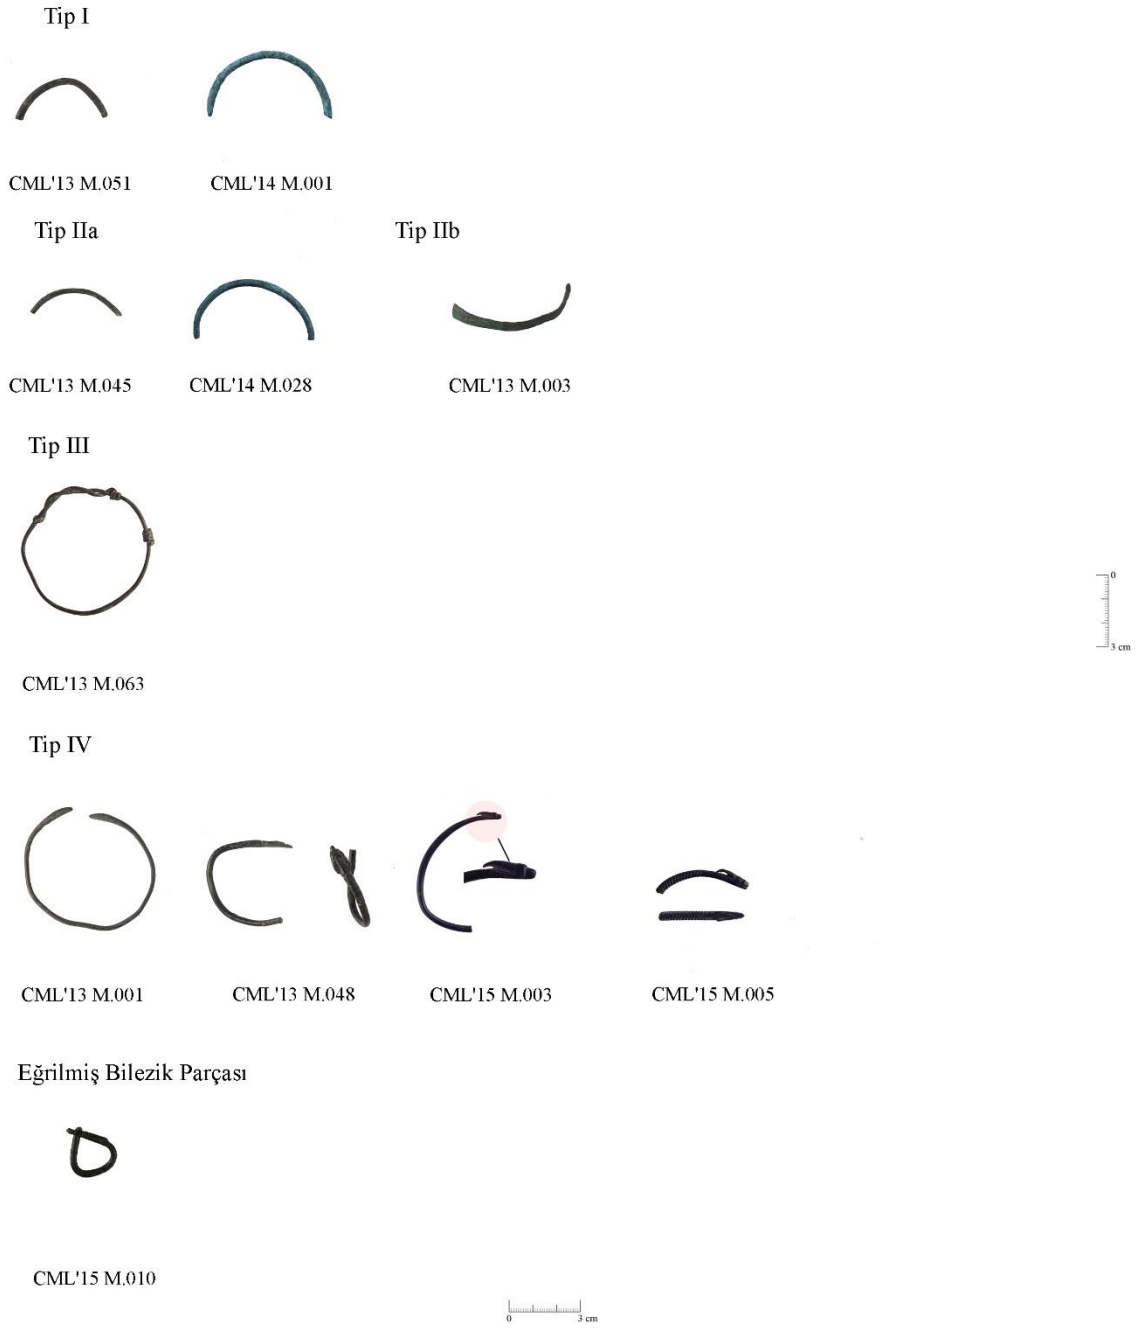 Tip I
CML'13 M.051 CML'14 M.001
Tip IIa Tip IIb
CML'13 M.045 CML'14 M.028 CML'13 M.003
Tip III
0
3 cm
CML'13 M.063
Tip IV
CML'13 M.001 CML'13 M.048 CML'15 M.003 CML'15 M.005
Eğrilmiş Bilezik Parçası
CML'15 M.010
0 3 cm